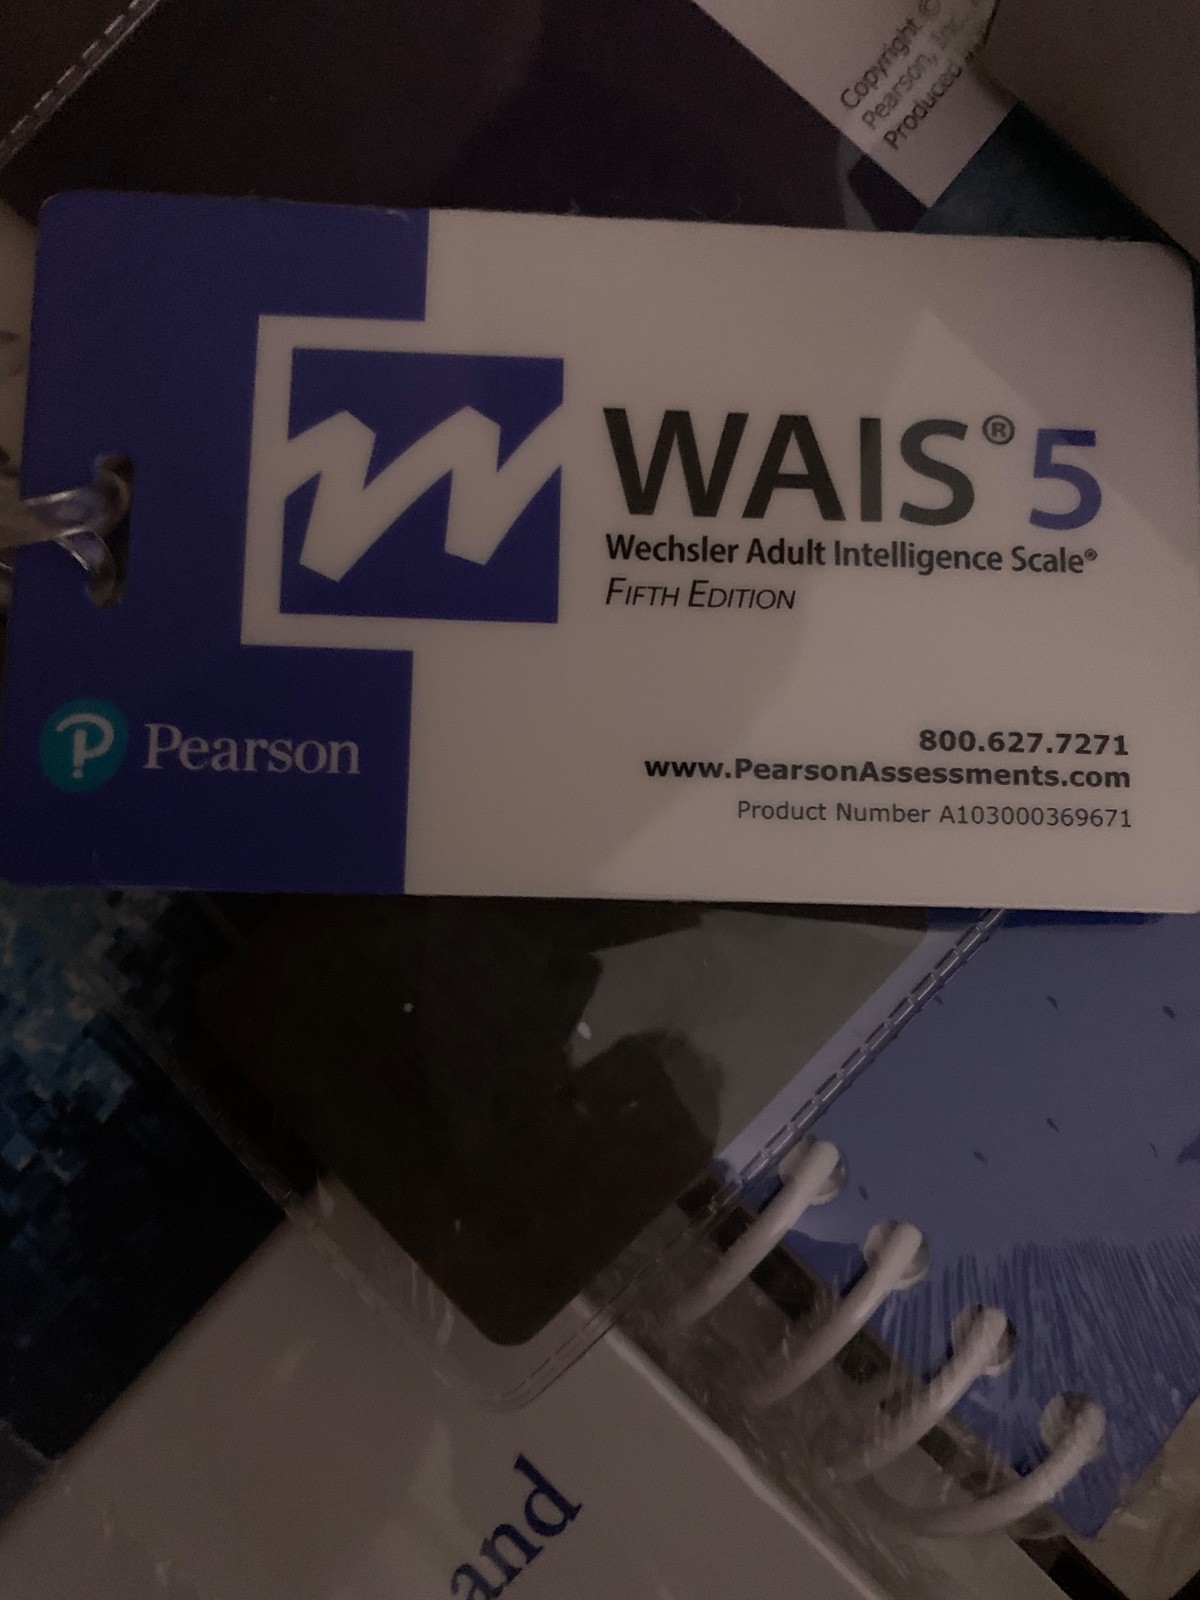 Copyright ©
Pearson, Inc.
Produced
WAIS® 5
Wechsler Adult Intelligence Scale®
FIFTH EDITION
Pearson
800.627.7271
www.PearsonAssessments.com
Product Number A103000369671
and